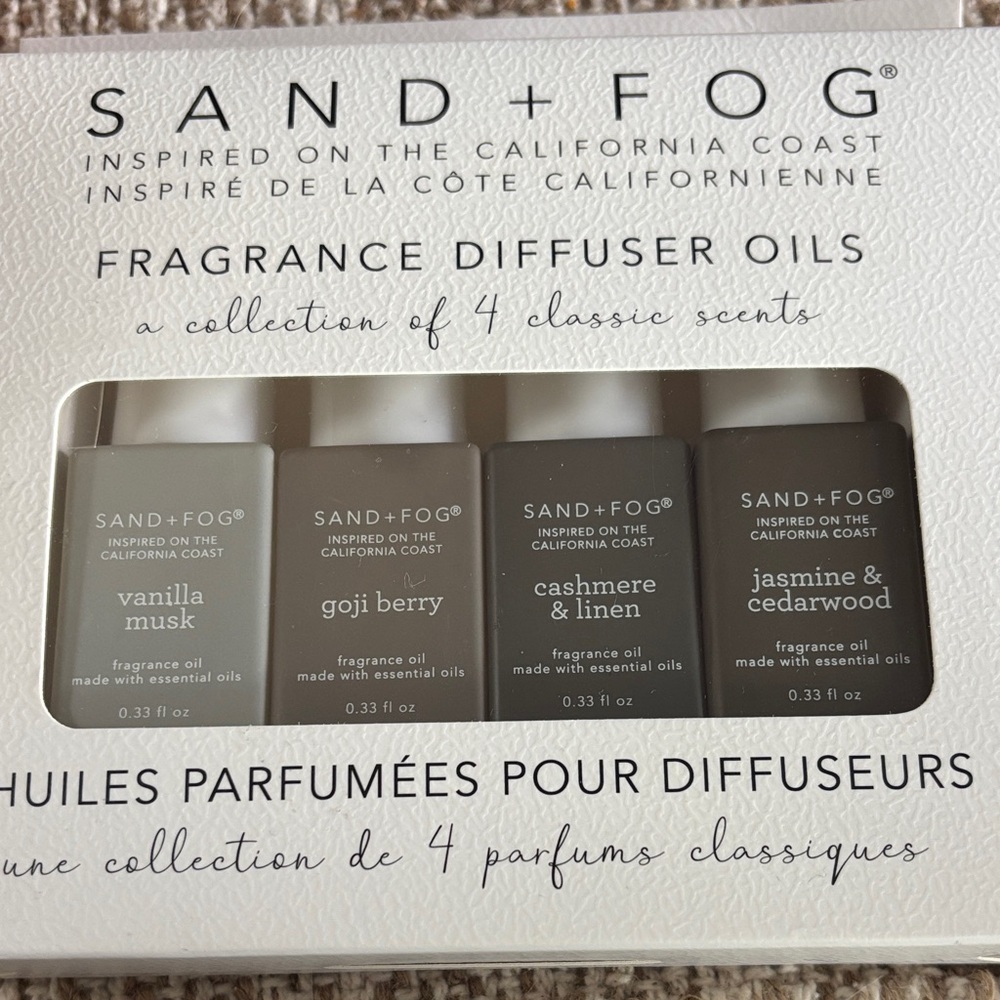 SAND + FOG®
INSPIRED ON THE CALIFORNIA COAST
INSPIRÉ DE LA CÔTE CALIFORNIENNE
FRAGRANCE DIFFUSER OILS
a collection of 4 classic scents
SAND+FOG®
INSPIRED ON THE
CALIFORNIA COAST
vanilla
musk
fragrance oil
made with essential oils
0.33 fl oz
SAND+FOG®
INSPIRED ON THE
CALIFORNIA COAST
goji berry
fragrance oil
made with essential oils
0.33 fl oz
SAND+FOG®
INSPIRED ON THE
CALIFORNIA COAST
cashmere
& linen
fragrance oil
made with essential oils
0.33 fl oz
SAND+FOG®
INSPIRED ON THE
CALIFORNIA COAST
jasmine &
cedarwood
fragrance oil
made with essential oils
0.33 fl oz
HUILES PARFUMÉES POUR DIFFUSEURS
une collection de 4 parfums classiques